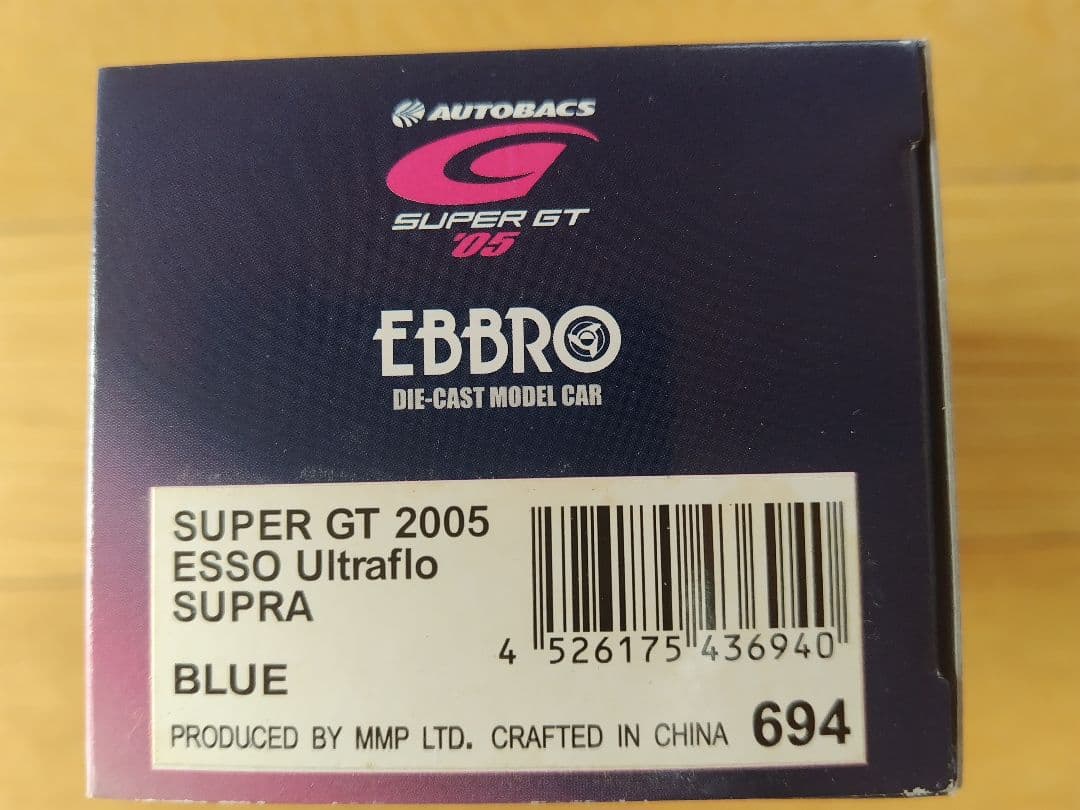 AUTOBACS
SUPER GT
'05
EBBRO
DIE-CAST MODEL CAR
SUPER GT 2005
ESSO Ultraflo
SUPRA
BLUE
4 526175 436940
PRODUCED BY MMP LTD. CRAFTED IN CHINA 694